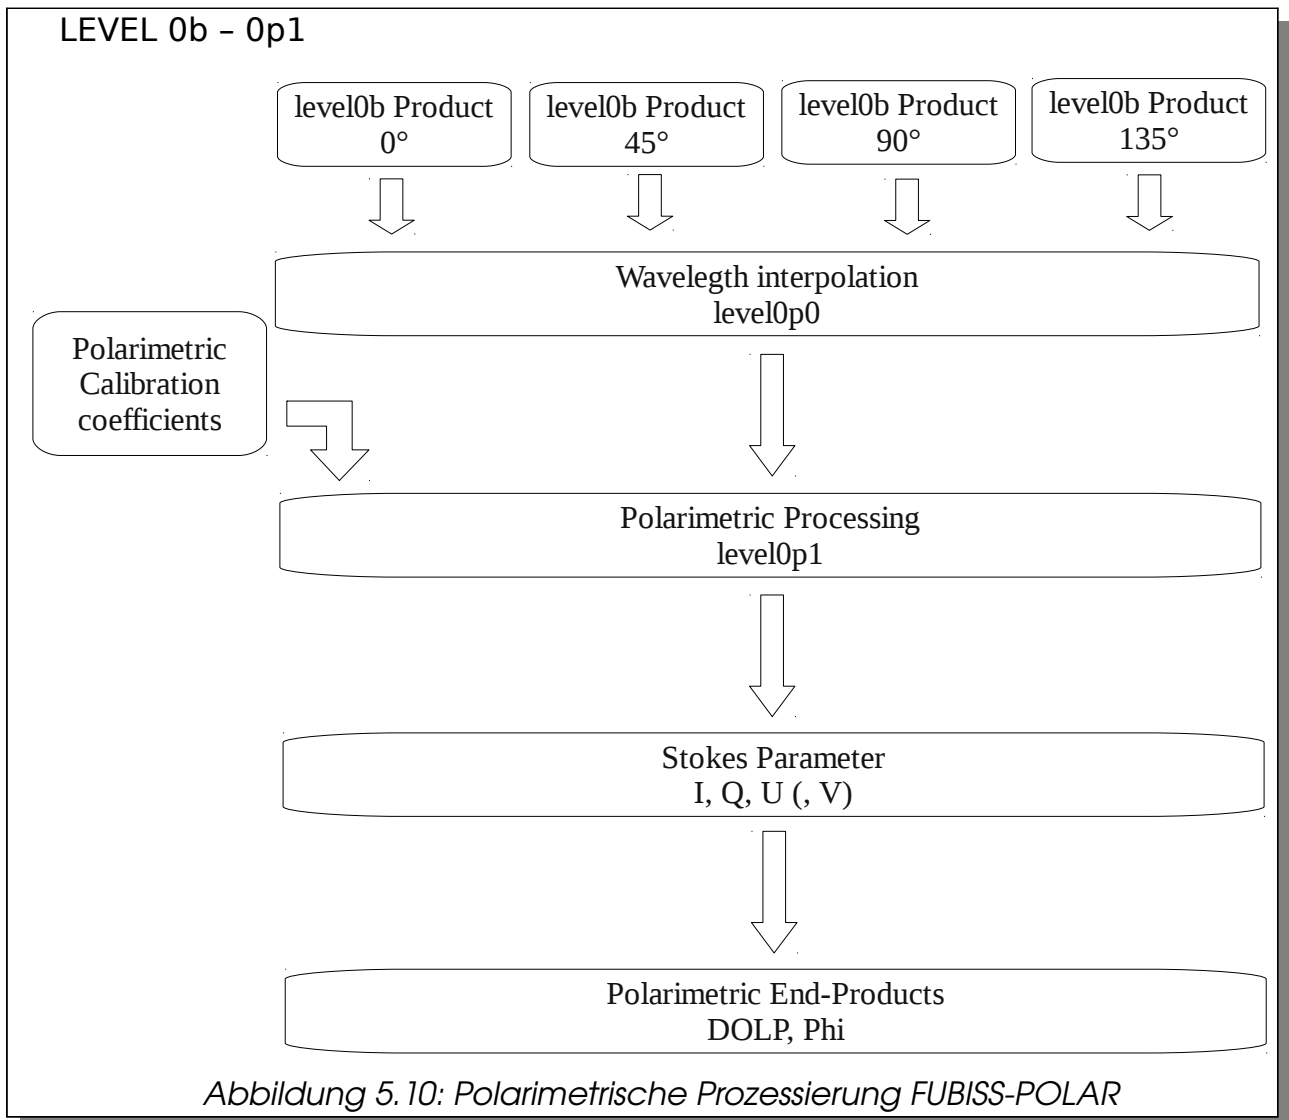 LEVEL 0b – 0p1
level0b Product
0°
level0b Product
45°
level0b Product
90°
level0b Product
135°
Wavelegth interpolation
level0p0
Polarimetric
Calibration
coefficients
Polarimetric Processing
level0p1
Stokes Parameter
I, Q, U (, V)
Polarimetric End-Products
DOLP, Phi
Abbildung 5.10: Polarimetrische Prozessierung FUBISS-POLAR